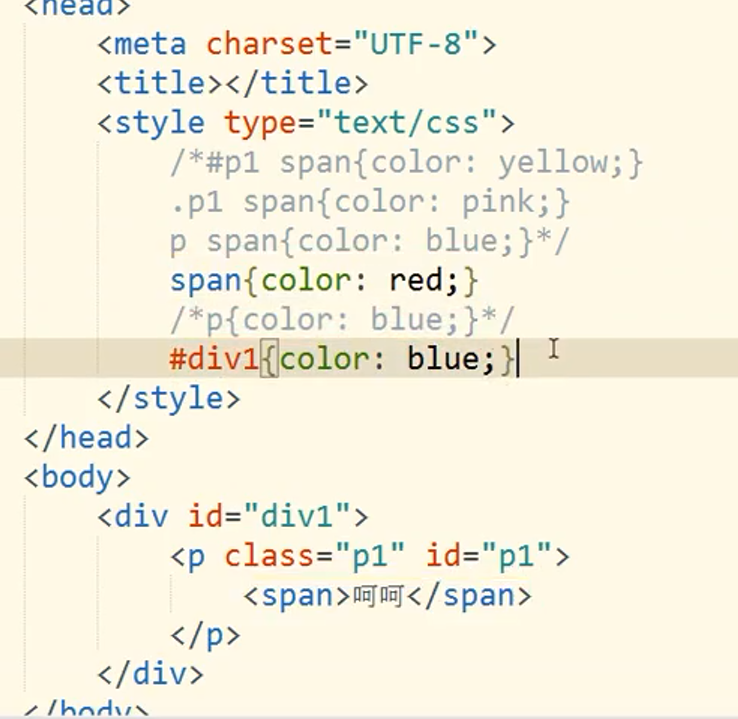 <head>
<meta charset="UTF-8">
<title></title>
<style type="text/css">
/*#p1 span{color: yellow;}
.p1 span{color: pink;}
p span{color: blue;}*/
span{color: red;}
/*p{color: blue;}*/
#div1{color: blue;}
</style>
</head>
<body>
<div id="div1">
<p class="p1" id="p1">
<span>呵呵</span>
</p>
</div>
</body>